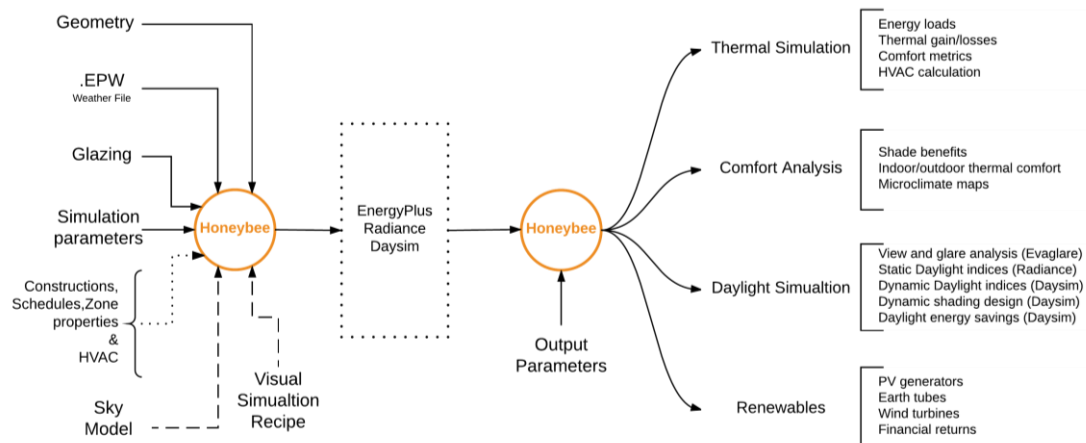 Geometry
.EPW
Weather File
Glazing
Simulation
parameters
Constructions,
Schedules,Zone
properties
&
HVAC
Sky
Model
Visual
Simualtion
Recipe
Honeybee
EnergyPlus
Radiance
Daysim
Honeybee
Output
Parameters
Thermal Simulation
Energy loads
Thermal gain/losses
Comfort metrics
HVAC calculation
Comfort Analysis
Shade benefits
Indoor/outdoor thermal comfort
Microclimate maps
Daylight Simualtion
View and glare analysis (Evaglare)
Static Daylight indices (Radiance)
Dynamic Daylight indices (Daysim)
Dynamic shading design (Daysim)
Daylight energy savings (Daysim)
Renewables
PV generators
Earth tubes
Wind turbines
Financial returns